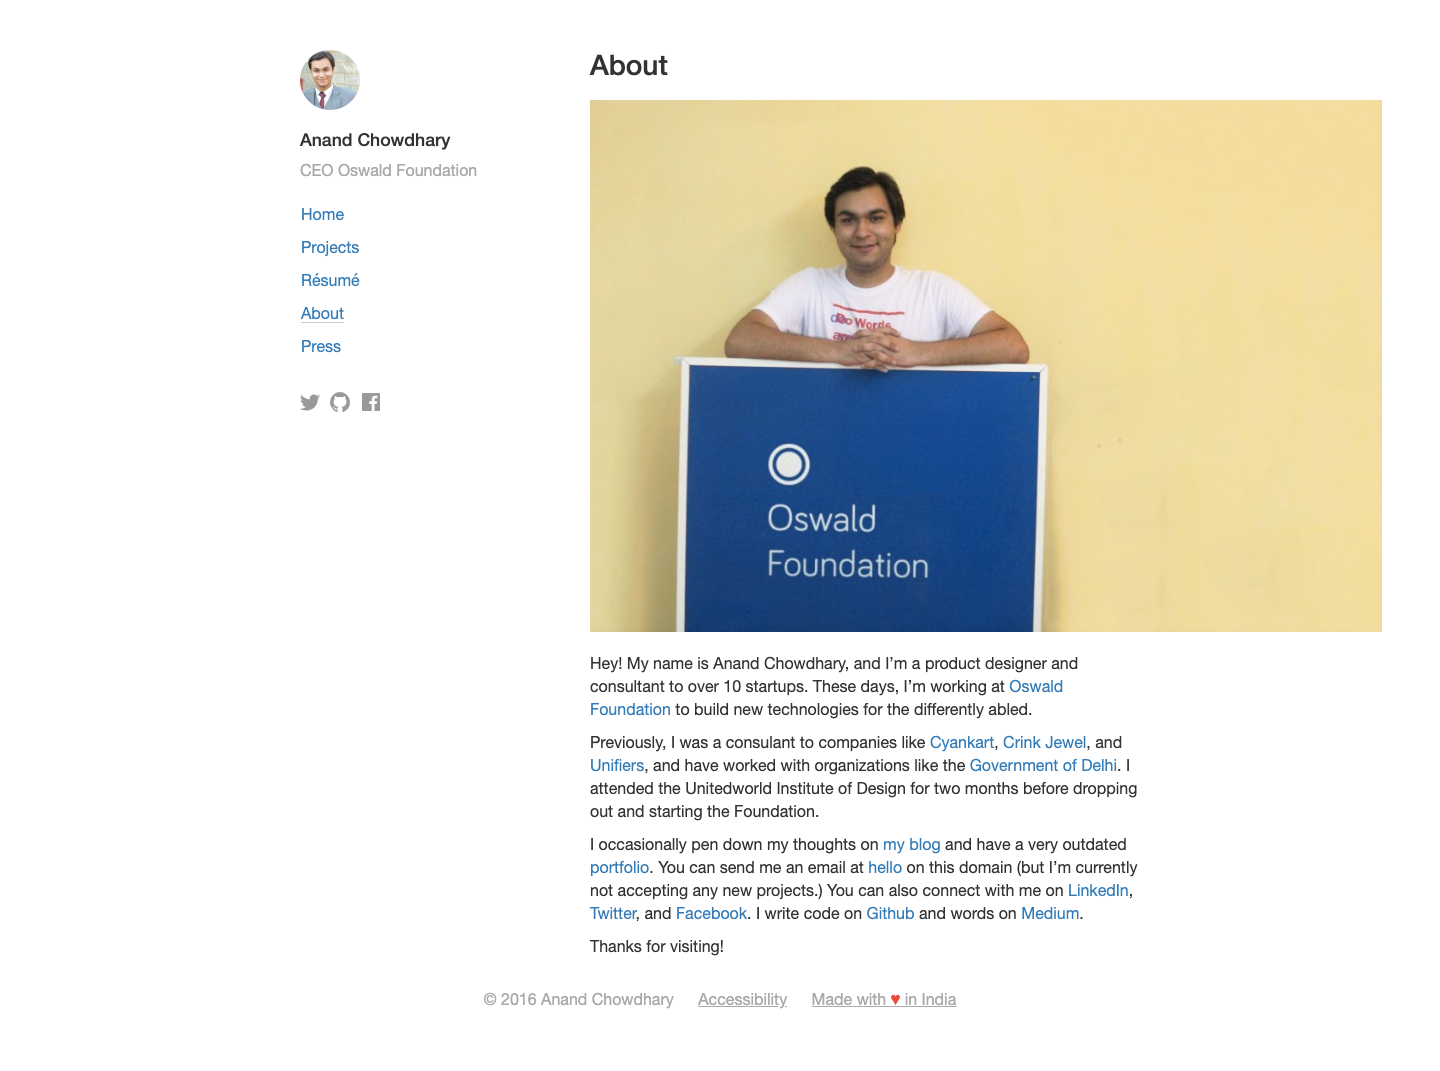 Anand Chowdhary
CEO Oswald Foundation
Home
Projects
Résumé
About
Press
About
Words
Oswald
Foundation
Hey! My name is Anand Chowdhary, and I’m a product designer and
consultant to over 10 startups. These days, I’m working at Oswald
Foundation to build new technologies for the differently abled.
Previously, I was a consulant to companies like Cyankart, Crink Jewel, and
Unifiers, and have worked with organizations like the Government of Delhi. I
attended the Unitedworld Institute of Design for two months before dropping
out and starting the Foundation.
I occasionally pen down my thoughts on my blog and have a very outdated
portfolio. You can send me an email at hello on this domain (but I’m currently
not accepting any new projects.) You can also connect with me on LinkedIn,
Twitter, and Facebook. I write code on Github and words on Medium.
Thanks for visiting!
© 2016 Anand Chowdhary Accessibility Made with ♥ in India